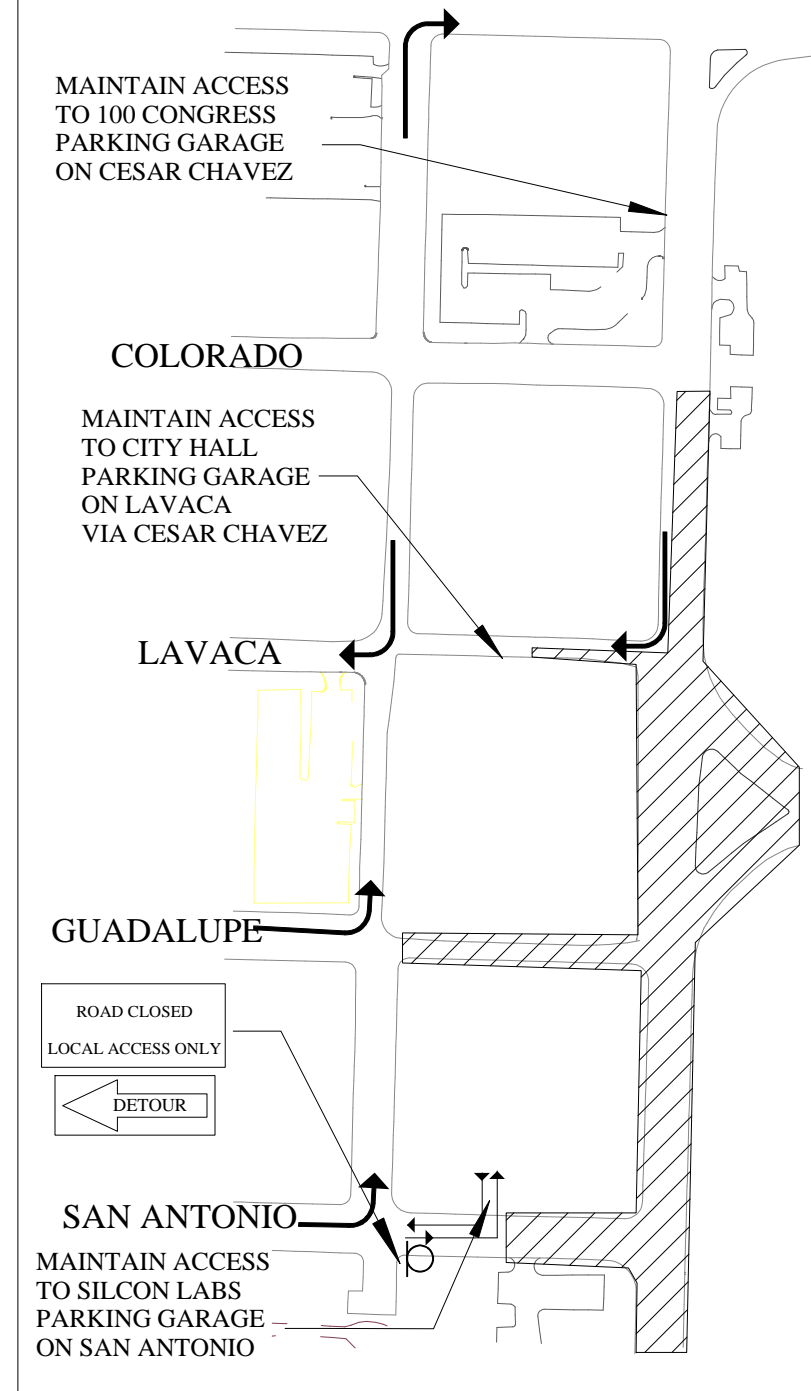 MAINTAIN ACCESS
TO 100 CONGRESS
PARKING GARAGE
ON CESAR CHAVEZ
COLORADO
MAINTAIN ACCESS
TO CITY HALL
PARKING GARAGE
ON LAVACA
VIA CESAR CHAVEZ
LAVACA
GUADALUPE
ROAD CLOSED
LOCAL ACCESS ONLY
DETOUR
SAN ANTONIO
MAINTAIN ACCESS
TO SILCON LABS
PARKING GARAGE
ON SAN ANTONIO